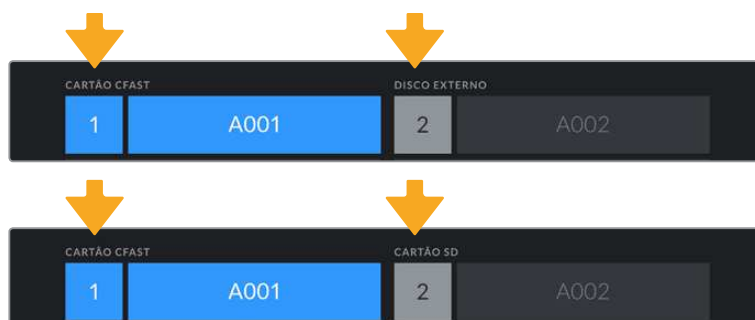 CARTÃO CFAST DISCO EXTERNO
1 A001 2 A002
CARTÃO CFAST CARTÃO SD
1 A001 2 A002